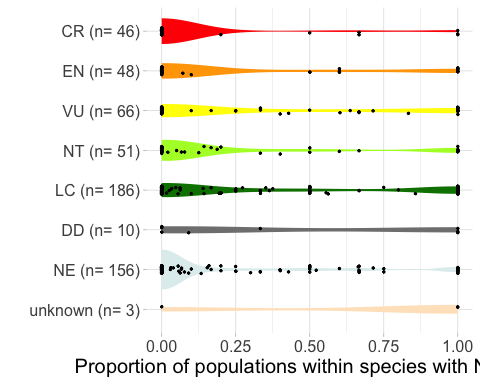 CR (n= 46)
EN (n= 48)
VU (n= 66)
NT (n= 51)
LC (n= 186)
DD (n= 10)
NE (n= 156)
unknown (n= 3)
0.00 0.25 0.50 0.75 1.00
Proportion of populations within species with